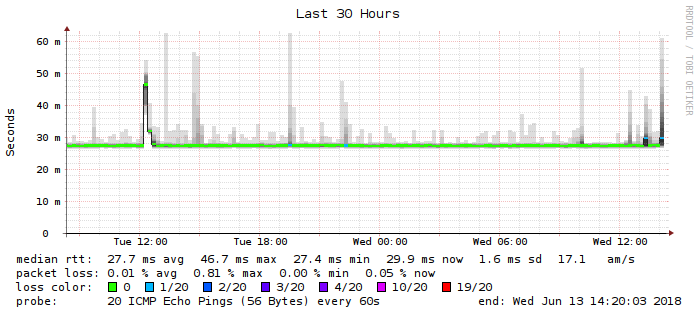 Last 30 Hours
RRDTOOL / TOBI OETIKER
Seconds
60 m
50 m
40 m
30 m
20 m
10 m
0
Tue 12:00 Tue 18:00 Wed 00:00 Wed 06:00 Wed 12:00
median rtt: 27.7 ms avg 46.7 ms max 27.4 ms min 29.9 ms now 1.6 ms sd 17.1 am/s
packet loss: 0.01 % avg 0.81 % max 0.00 % min 0.05 % now
loss color: 0 1/20 2/20 3/20 4/20 10/20 19/20
probe: 20 ICMP Echo Pings (56 Bytes) every 60s end: Wed Jun 13 14:20:03 2018